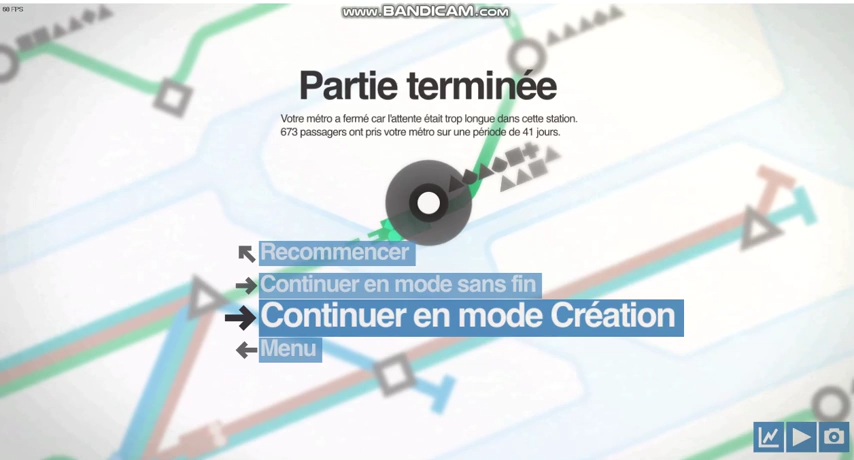 60 FPS
www.BANDICAM.com
Partie terminée
Votre métro a fermé car l'attente était trop longue dans cette station.
673 passagers ont pris votre métro sur une période de 41 jours.
Recommencer
Continuer en mode sans fin
Continuer en mode Création
Menu